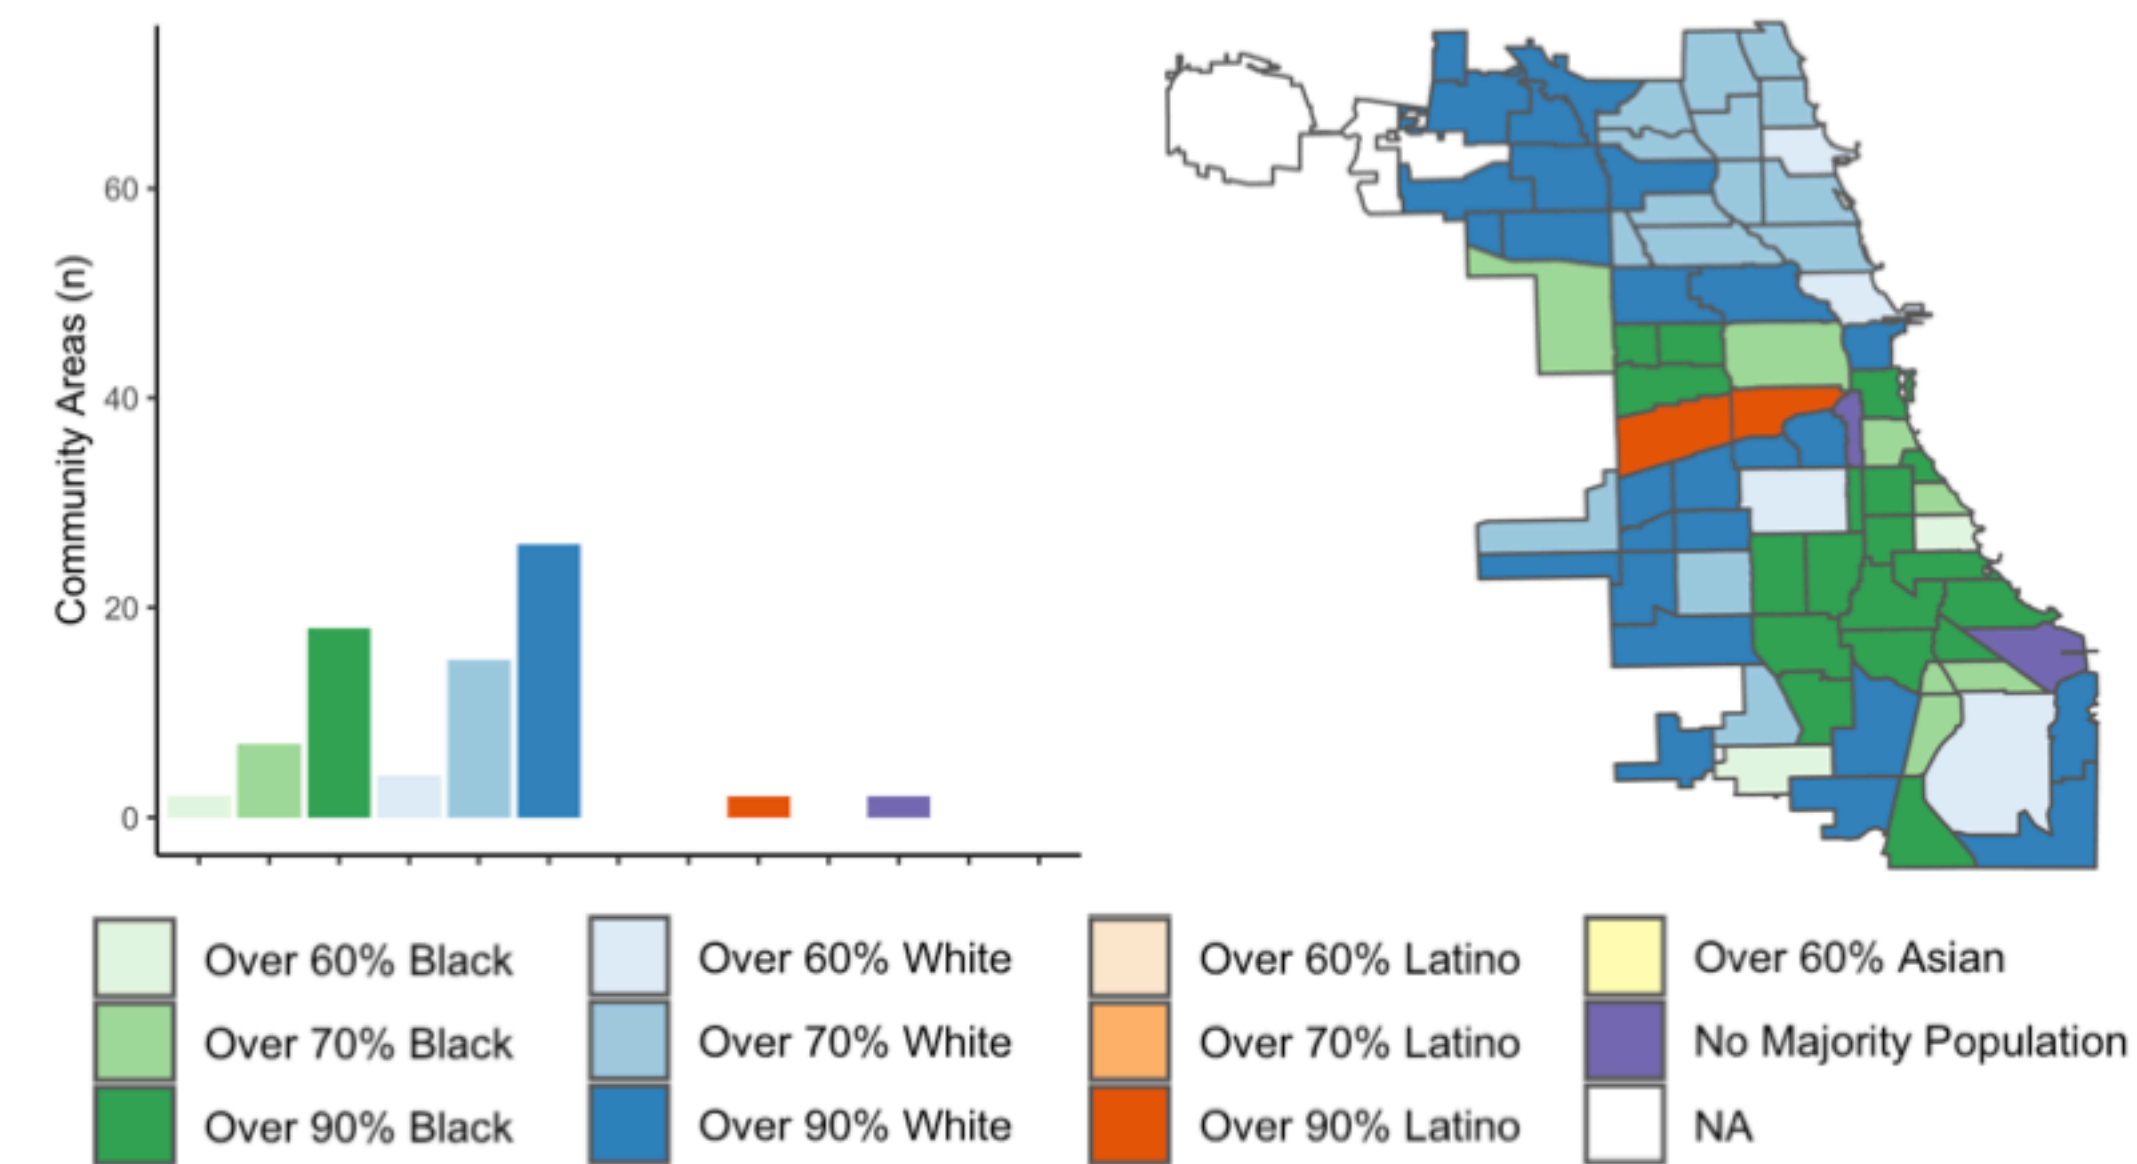 Community Areas (n)
60
40
20
0
Over 60% Black
Over 60% White
Over 60% Latino
Over 60% Asian
Over 70% Black
Over 70% White
Over 70% Latino
No Majority Population
Over 90% Black
Over 90% White
Over 90% Latino
NA